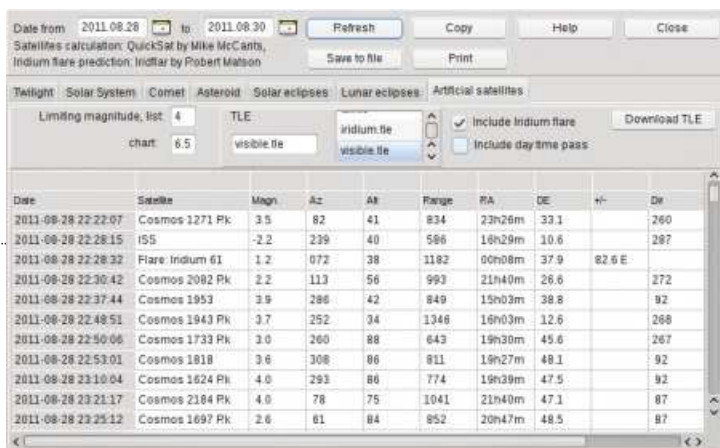 Date from 2011.08.28 to 2011.08.30 Refresh Copy Help Close
Satellites calculation: QuickSat by Mike McCants,
Iridium flare prediction: Iridflar by Robert Matson
Save to file Print
Twilight Solar System Comet Asteroid Solar eclipses Lunar eclipses Artificial satellites
Limiting magnitude, list: 4 TLE Include Iridium flare Download TLE
iridium.tle
chart: 6.5 visible.tle visible.tle Include day time pass
Date Satellite Magn. Az Alt Range RA DE +/- Dir
2011-08-28 22:22:07 Cosmos 1271 Rk 3.5 82 41 834 23h26m 33.1 260
2011-08-28 22:28:15 ISS -2.2 239 40 586 16h29m 10.6 287
2011-08-28 22:28:32 Flare: Iridium 61 1.2 072 38 1182 00h08m 37.9 82.6 E
2011-08-28 22:30:42 Cosmos 2082 Rk 2.2 113 56 993 21h40m 26.6 272
2011-08-28 22:37:44 Cosmos 1953 3.9 286 42 849 15h03m 38.8 92
2011-08-28 22:48:51 Cosmos 1943 Rk 3.7 252 34 1346 16h03m 12.6 268
2011-08-28 22:50:06 Cosmos 1733 Rk 3.0 260 88 643 19h30m 45.6 267
2011-08-28 22:53:01 Cosmos 1818 3.6 308 86 811 19h27m 48.1 92
2011-08-28 23:10:04 Cosmos 1624 Rk 4.0 293 86 774 19h39m 47.5 92
2011-08-28 23:21:17 Cosmos 2184 Rk 4.0 78 75 1041 21h40m 47.1 87
2011-08-28 23:25:12 Cosmos 1697 Rk 2.6 61 84 852 20h47m 48.5 87